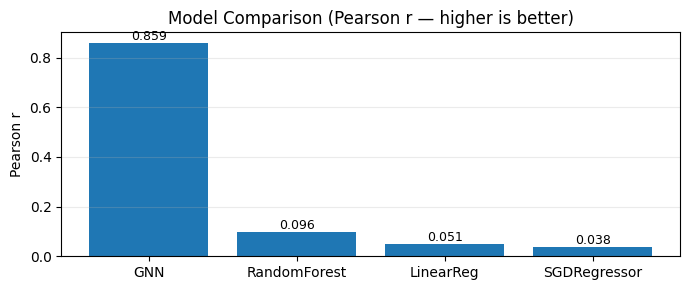 Model Comparison (Pearson r — higher is better)
Pearson r
0.8
0.6
0.4
0.2
0.0
0.859
0.096
0.051
0.038
GNN
RandomForest
LinearReg
SGDRegressor